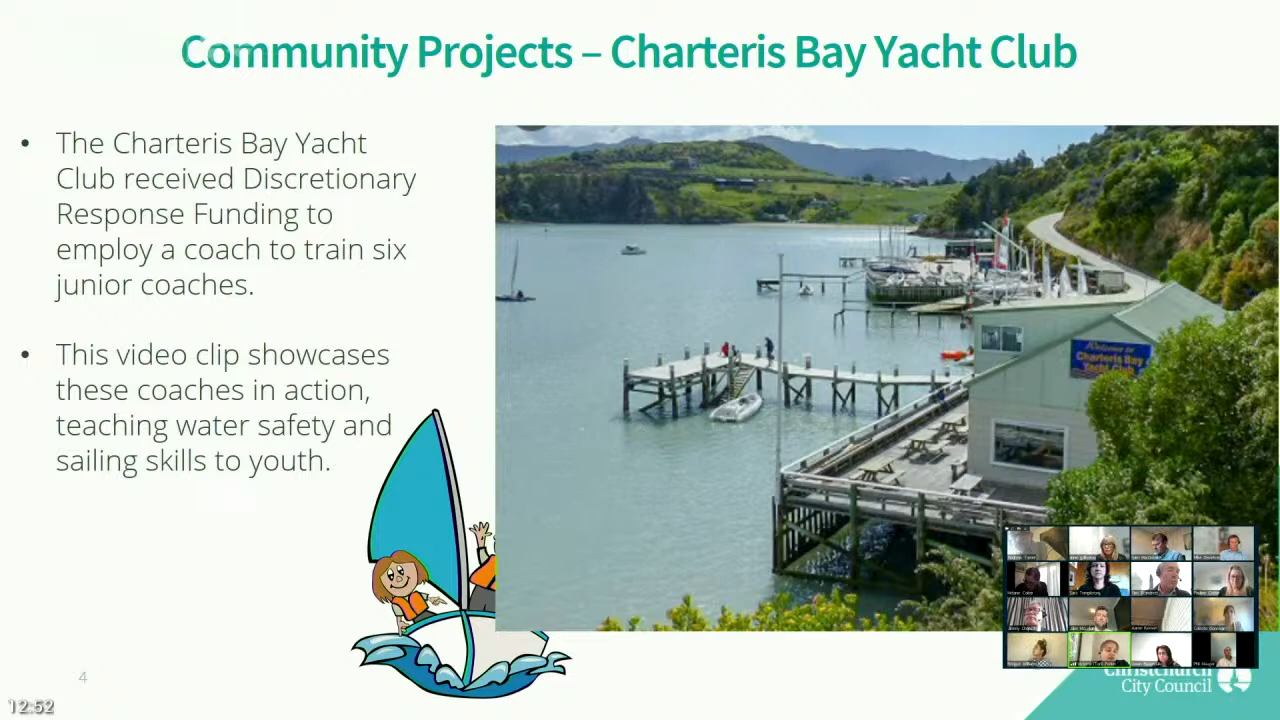 Community Projects – Charteris Bay Yacht Club
• The Charteris Bay Yacht
Club received Discretionary
Response Funding to
employ a coach to train six
junior coaches.
• This video clip showcases
these coaches in action,
teaching water safety and
sailing skills to youth.
Welcome to
Charteris Bay
Yacht Club
4
12:52
Christchurch
City Council